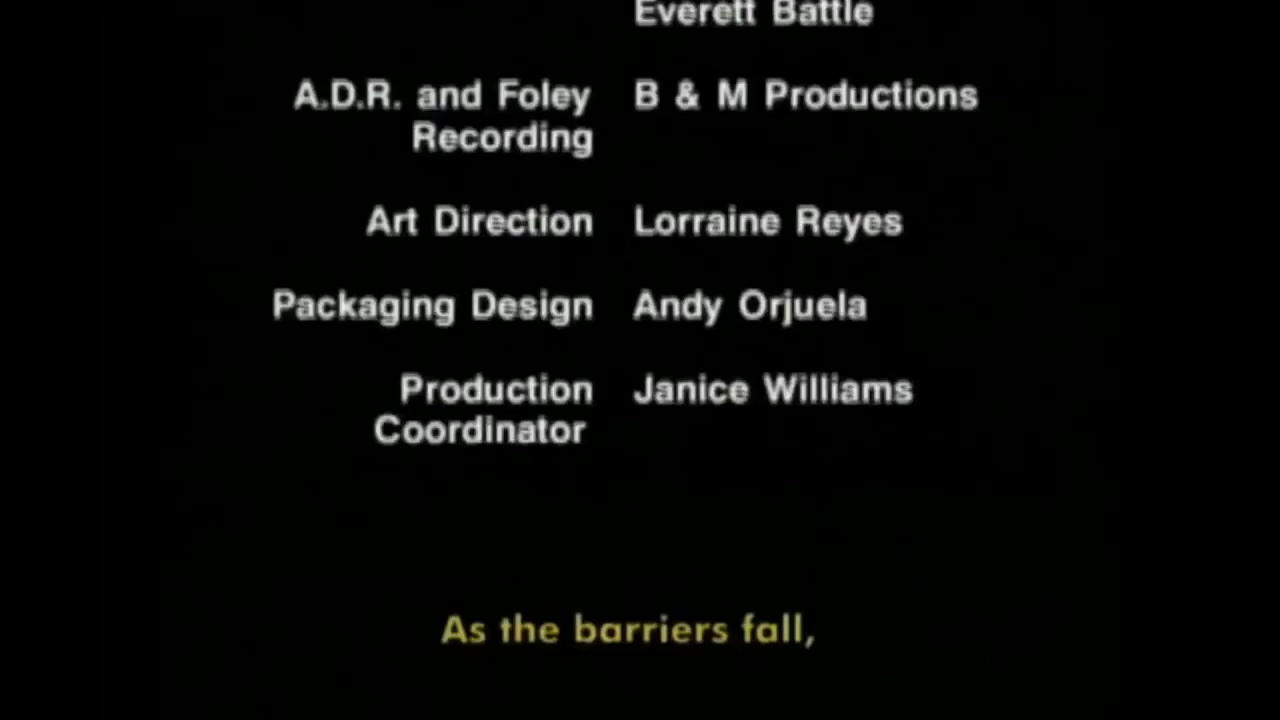 Everett Battle
A.D.R. and Foley B & M Productions
Recording
Art Direction Lorraine Reyes
Packaging Design Andy Orjuela
Production Janice Williams
Coordinator
As the barriers fall,